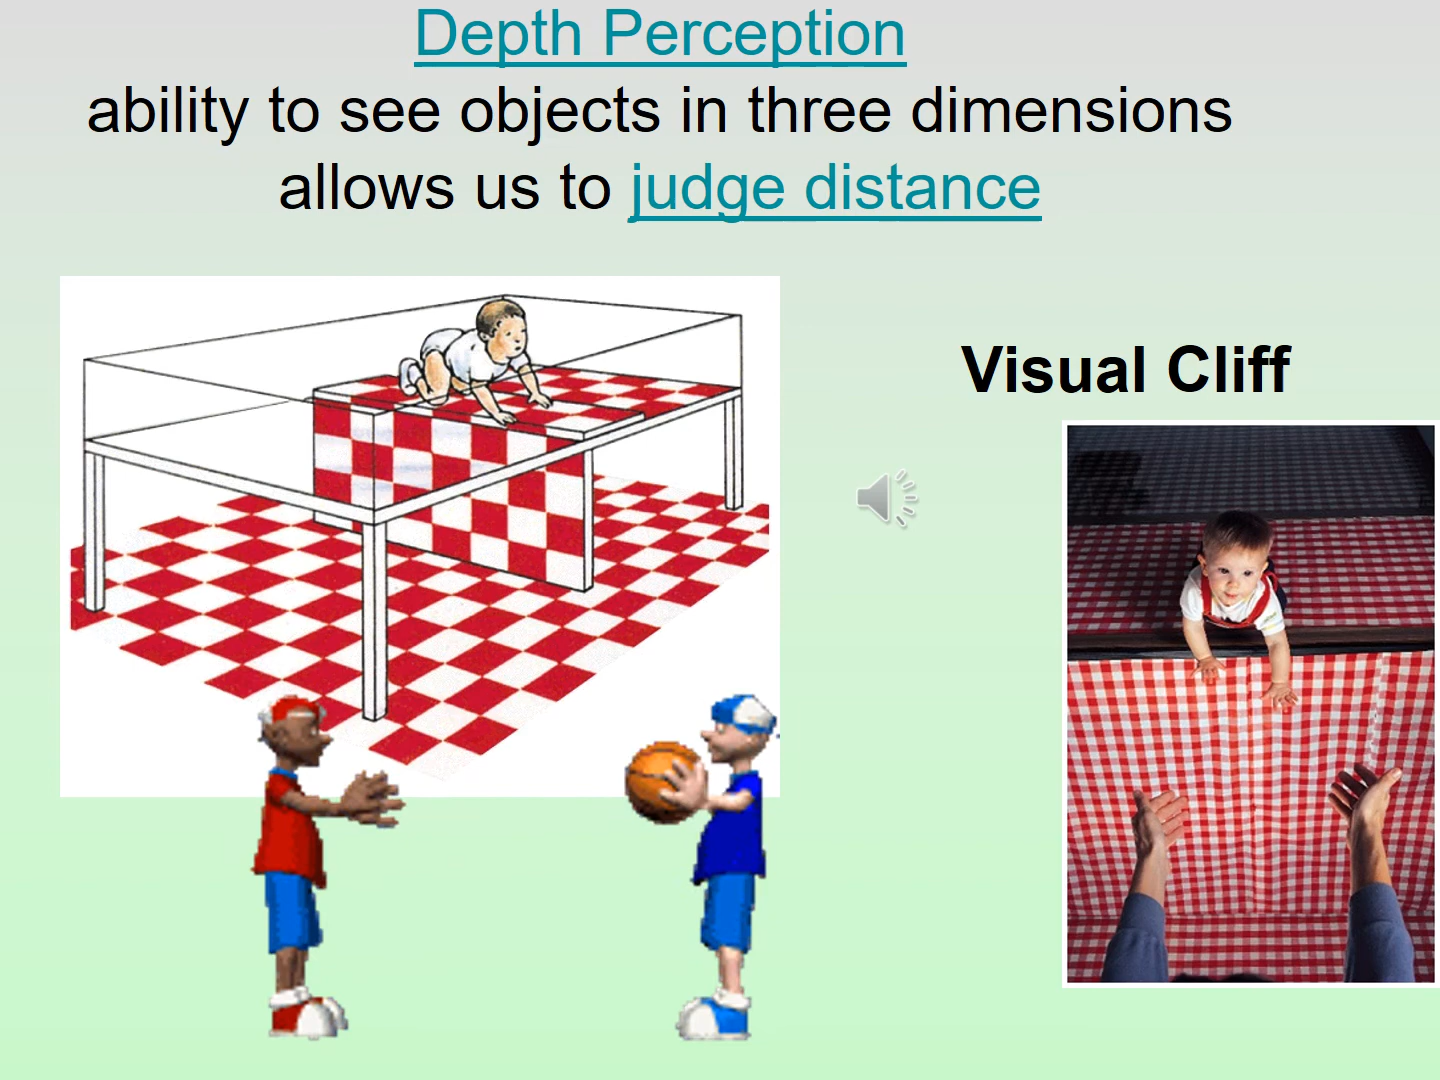 Depth Perception
ability to see objects in three dimensions
allows us to judge distance
Visual Cliff